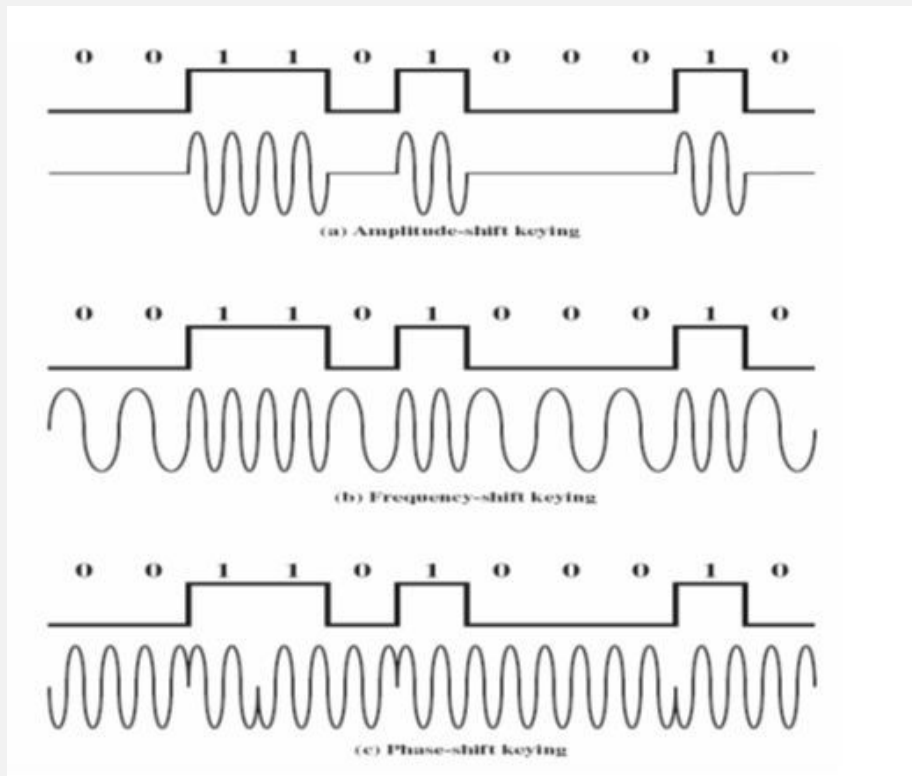 0 0 1 1 0 1 0 0 0 1 0
(a) Amplitude-shift keying
0 0 1 1 0 1 0 0 0 1 0
(b) Frequency-shift keying
0 0 1 1 0 1 0 0 0 1 0
(c) Phase-shift keying